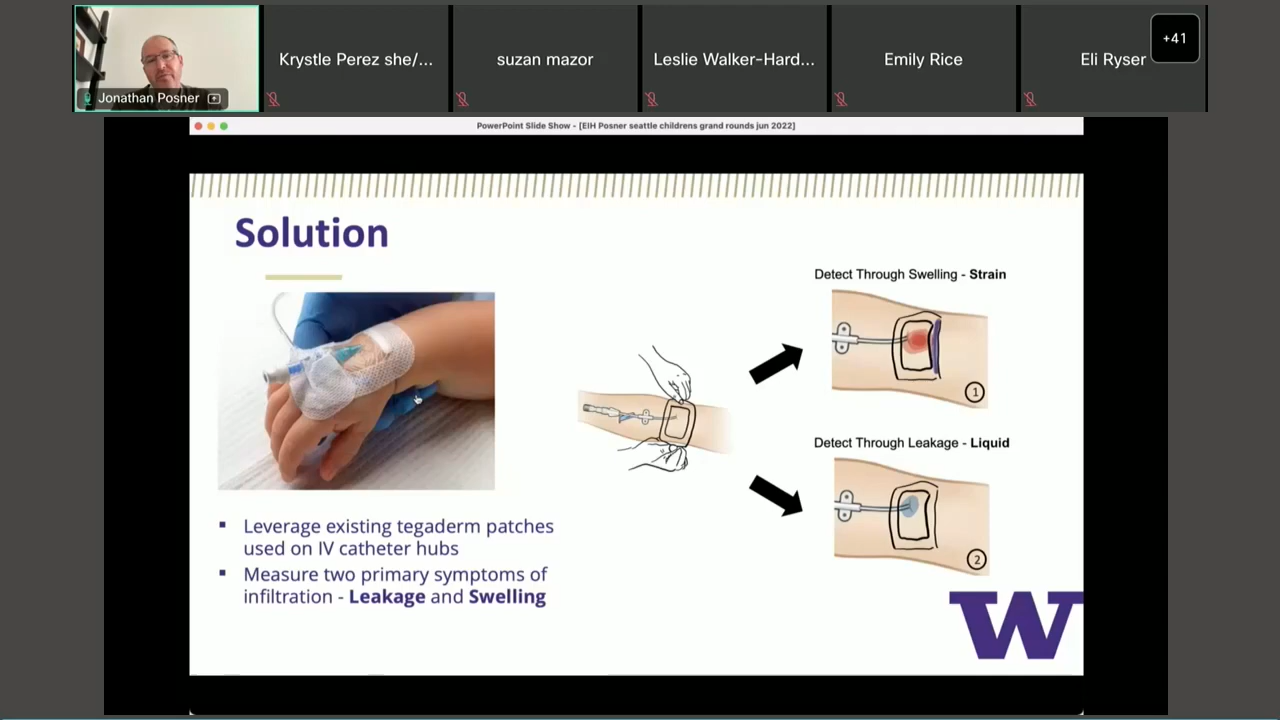 +41
Krystle Perez she/...
suzan mazor
Leslie Walker-Hard...
Emily Rice
Eli Ryser
Jonathan Posner
PowerPoint Slide Show - [EIH Posner seattle childrens grand rounds jun 2022]
Solution
Detect Through Swelling - Strain
1
Detect Through Leakage - Liquid
2
▪ Leverage existing tegaderm patches
used on IV catheter hubs
▪ Measure two primary symptoms of
infiltration - Leakage and Swelling
W